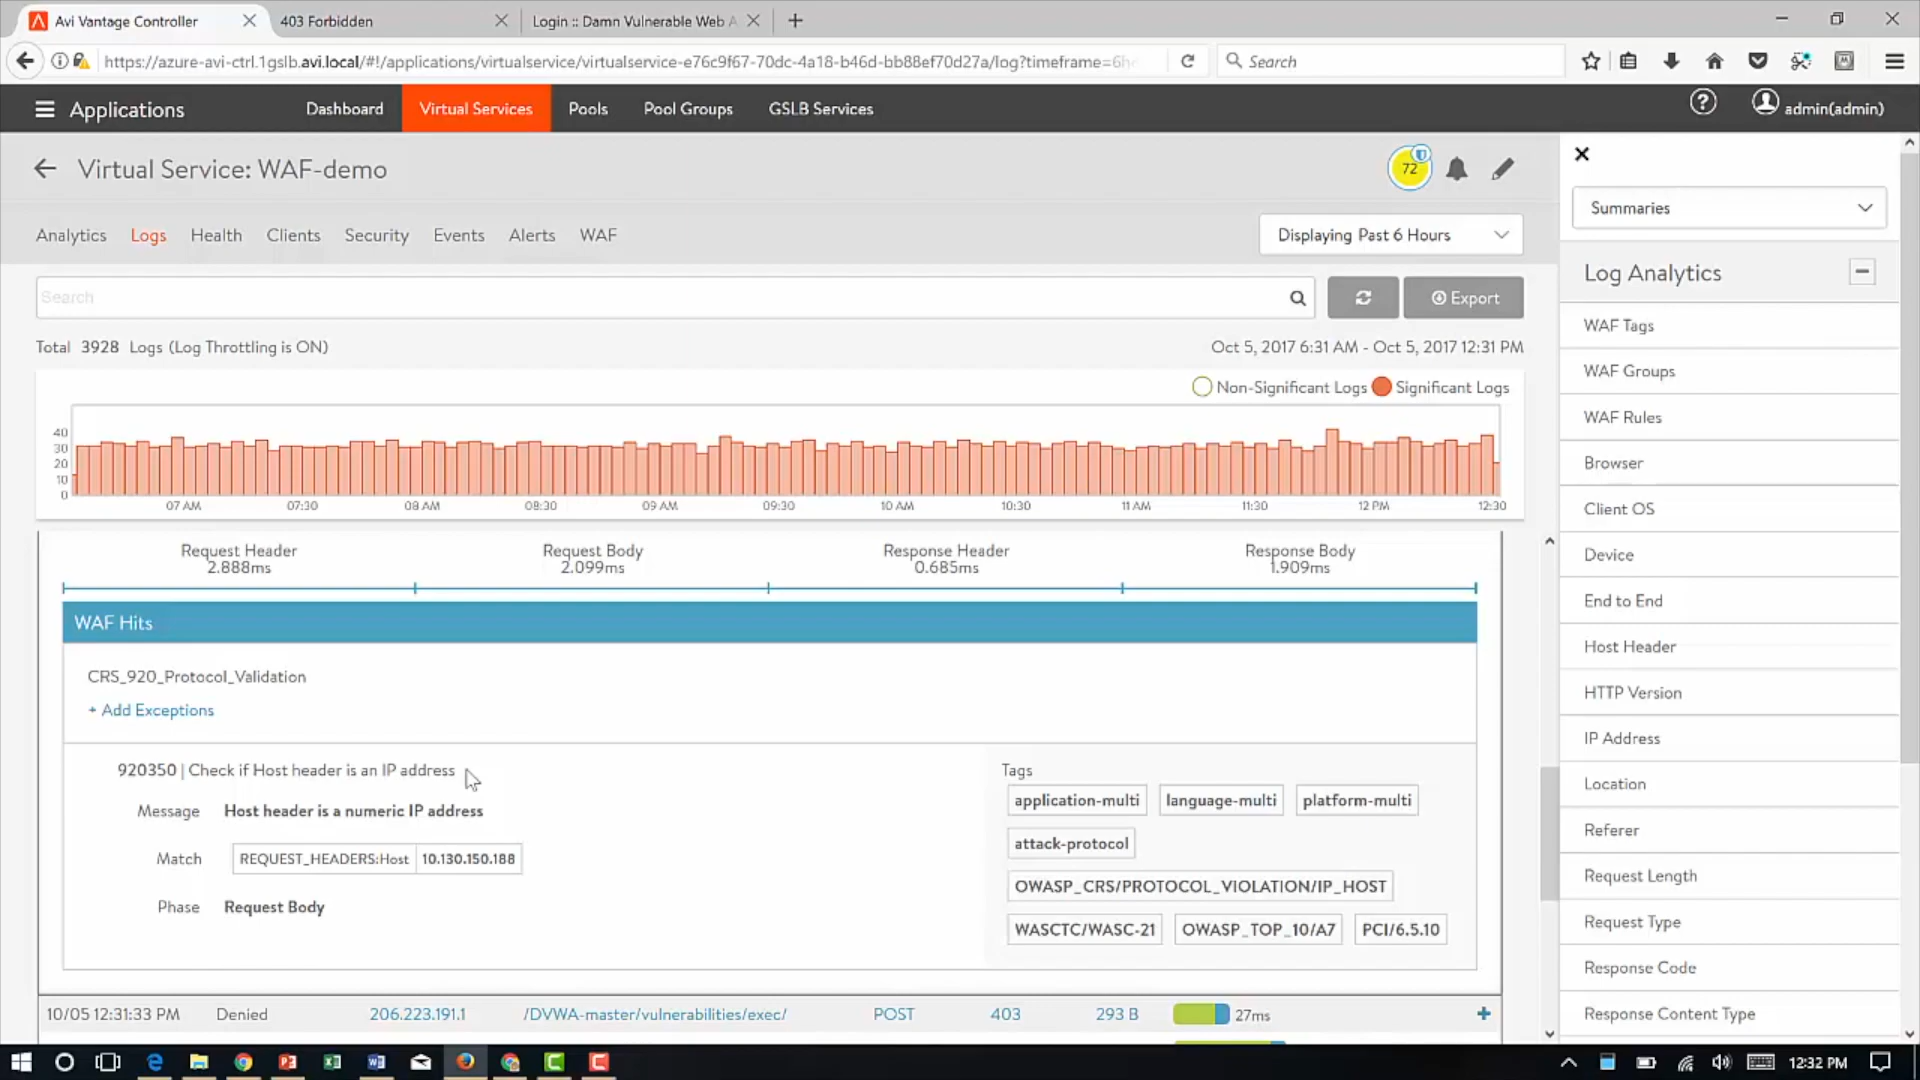 Avi Vantage Controller
403 Forbidden
Login :: Damn Vulnerable Web A
https://azure-avi-ctrl.1gslb.avi.local/#!/applications/virtualservice/virtualservice-e76c9f67-70dc-4a18-b46d-bb88ef70d27a/log?timeframe=6h
Search
Applications
Dashboard
Virtual Services
Pools
Pool Groups
GSLB Services
admin(admin)
Virtual Service: WAF-demo
72
Summaries
Analytics
Logs
Health
Clients
Security
Events
Alerts
WAF
Displaying Past 6 Hours
Log Analytics
Search
Export
Total 3928 Logs (Log Throttling is ON)
Oct 5, 2017 6:31 AM - Oct 5, 2017 12:31 PM
Non-Significant Logs
Significant Logs
40
30
20
10
0
07 AM
07:30
08 AM
08:30
09 AM
09:30
10 AM
10:30
11 AM
11:30
12 PM
12:30
Request Header
2.888ms
Request Body
2.099ms
Response Header
0.685ms
Response Body
1.909ms
WAF Hits
CRS_920_Protocol_Validation
+ Add Exceptions
920350 | Check if Host header is an IP address
Message Host header is a numeric IP address
Match REQUEST_HEADERS:Host 10.130.150.188
Phase Request Body
Tags
application-multi
language-multi
platform-multi
attack-protocol
OWASP_CRS/PROTOCOL_VIOLATION/IP_HOST
WASCTC/WASC-21
OWASP_TOP_10/A7
PCI/6.5.10
10/05 12:31:33 PM Denied 206.223.191.1 /DVWA-master/vulnerabilities/exec/ POST 403 293 B 27ms
WAF Tags
WAF Groups
WAF Rules
Browser
Client OS
Device
End to End
Host Header
HTTP Version
IP Address
Location
Referer
Request Length
Request Type
Response Code
Response Content Type
12:32 PM